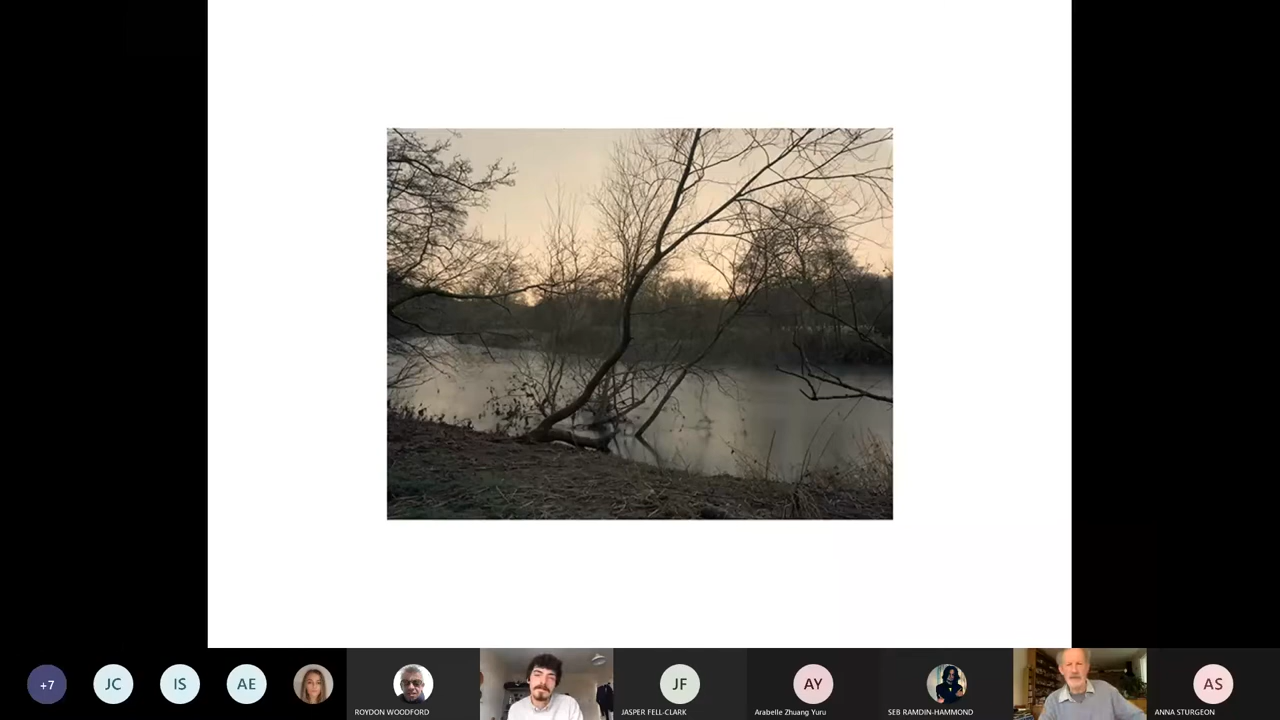 +7
JC
IS
AE
ROYDON WOODFORD
JF
JASPER FELL-CLARK
AY
Arabelle Zhuang Yuru
SEB RAMDIN-HAMMOND
AS
ANNA STURGEON